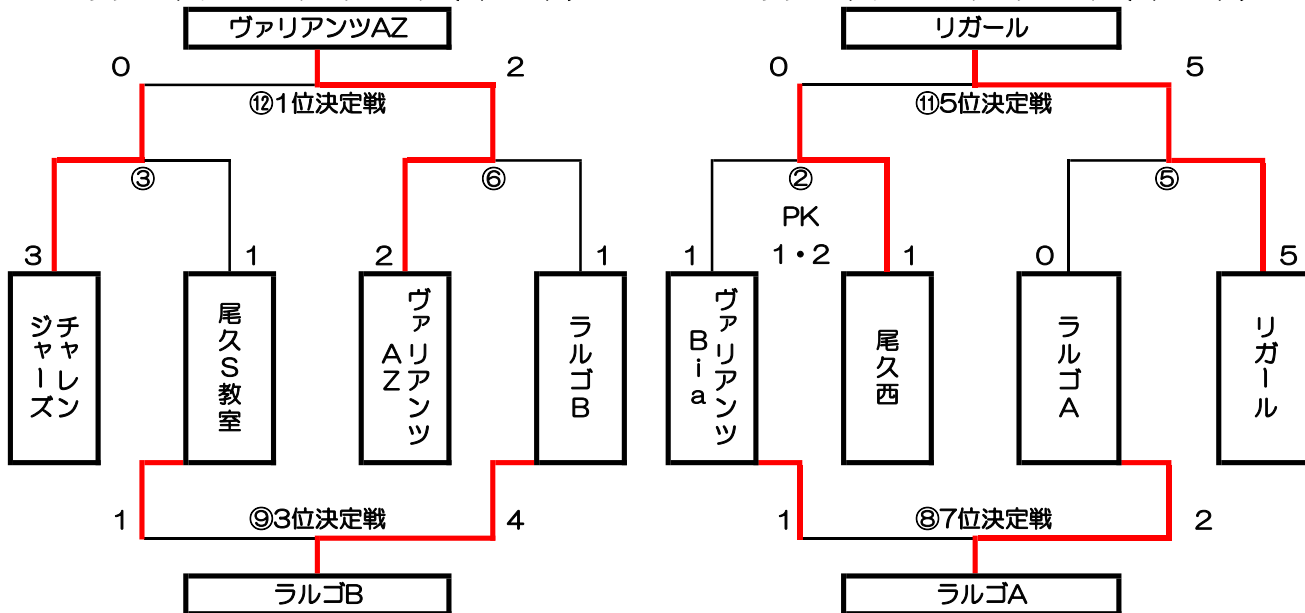 ヴァリアンツAZ
リガール
0
2
0
5
⑫1位決定戦
⑪5位決定戦
③
⑥
②
⑤
PK
1・2
3
1
2
1
1
1
0
5
チャレンジャーズ
尾久S教室
ヴァリアンツAZ
ラルゴB
ヴァリアンツBia
尾久西
ラルゴA
リガール
1
⑨3位決定戦
4
1
⑧7位決定戦
2
ラルゴB
ラルゴA